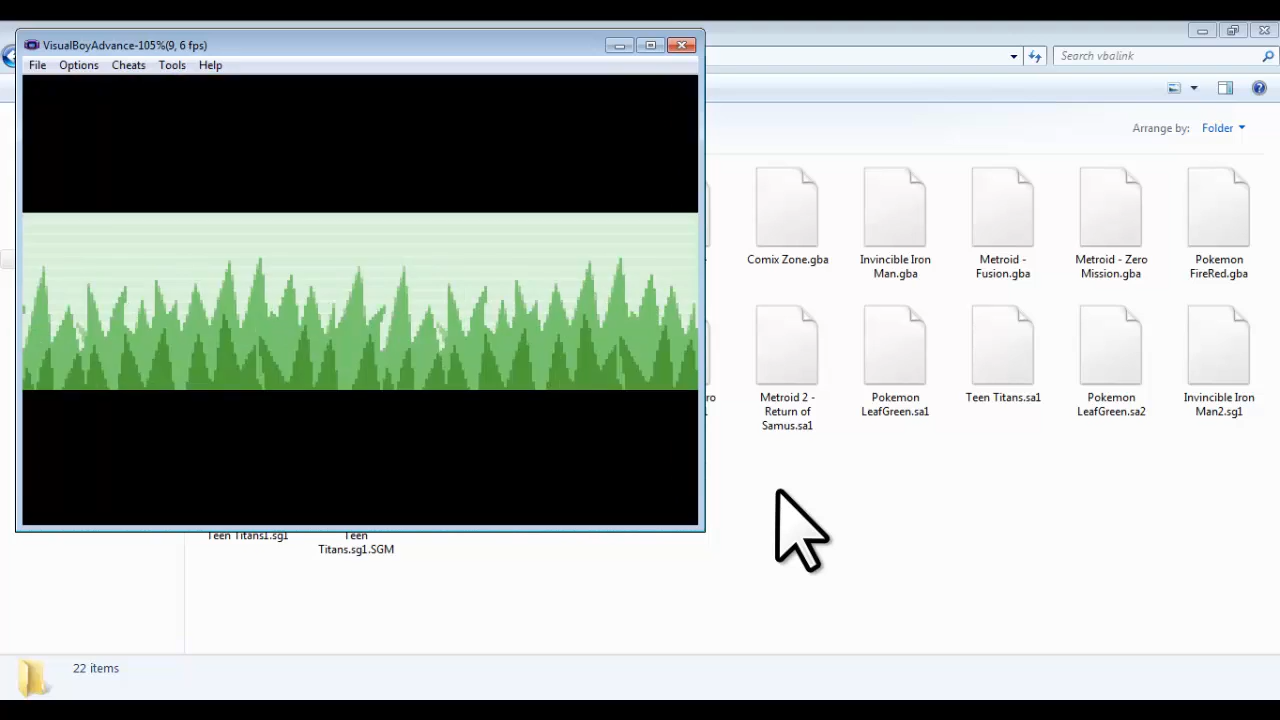 VisualBoyAdvance-105%(9, 6 fps)
File Options Cheats Tools Help
Search vbalink
Arrange by: Folder
Comix Zone.gba
Invincible Iron
Man.gba
Metroid -
Fusion.gba
Metroid - Zero
Mission.gba
Pokemon
FireRed.gba
Metroid 2 -
Return of
Samus.sa1
Pokemon
LeafGreen.sa1
Teen Titans.sa1
Pokemon
LeafGreen.sa2
Invincible Iron
Man2.sg1
Teen Titans1.sg1
Teen
Titans.sg1.SGM
22 items